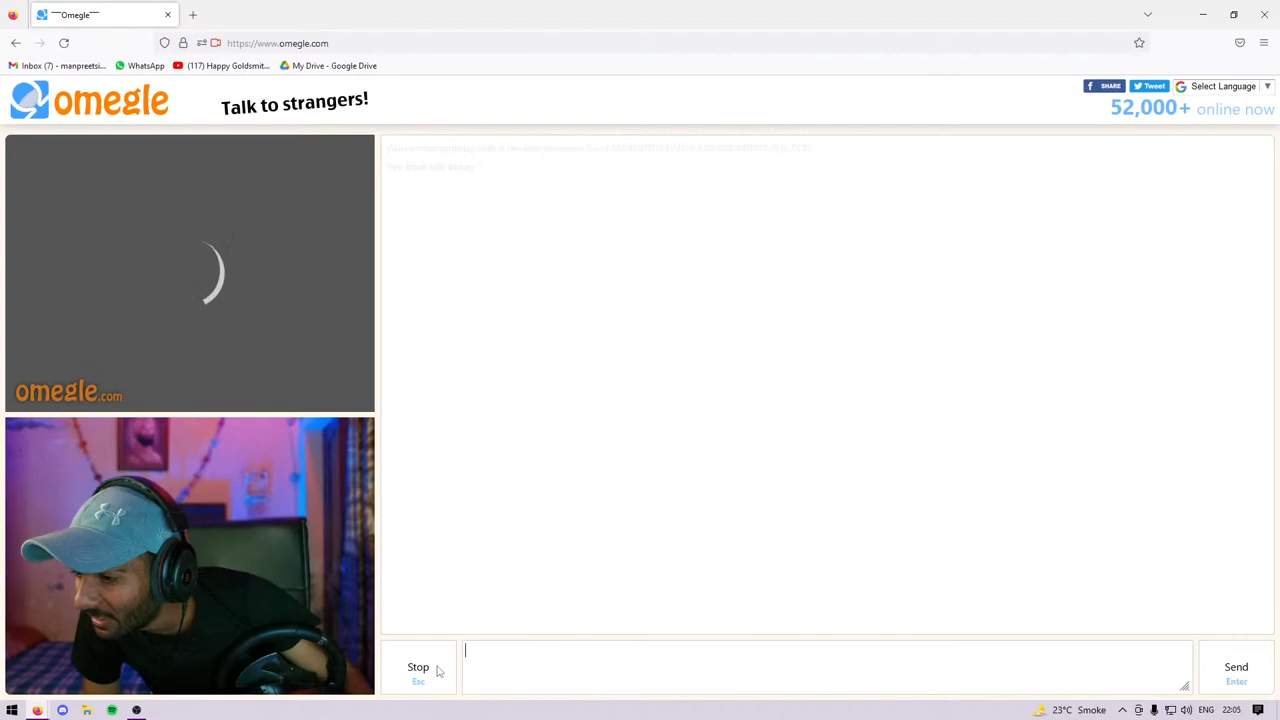 Omegle
https://www.omegle.com
Inbox (7) - manpreetsi...
WhatsApp
(117) Happy Goldsmit...
My Drive - Google Drive
omegle
Talk to strangers!
SHARE
Tweet
Select Language
52,000+ online now
omegle.com
Stop
Esc
Send
Enter
23°C Smoke
ENG
22:05